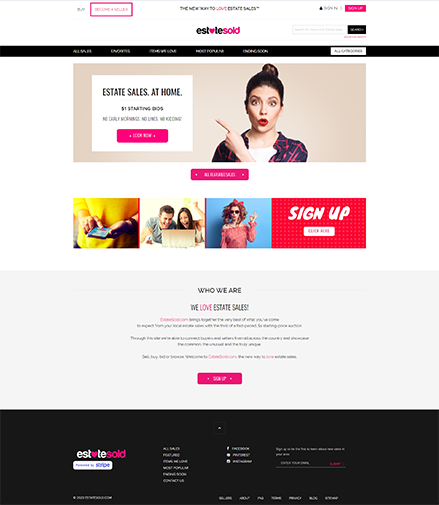 BUY
BECOME A SELLER
THE NEW WAY TO LOVE ESTATE SALES™
SIGN IN | SIGN UP
estatesold
SEARCH
ALL SALES FAVORITES ITEMS WE LOVE MOST POPULAR ENDING SOON ALL CATEGORIES
ESTATE SALES. AT HOME.
$1 STARTING BIDS
NO EARLY MORNINGS. NO LINES. NO KIDDING!
LOOK NOW
ALL FEATURED SALES
SIGN UP
CLICK HERE
WHO WE ARE
WE LOVE ESTATE SALES!
EstateSold.com brings together the very best of what you've come
to expect from your local estate sales with the thrill of a fast-paced, $1 starting price auction.
Through this site we're able to connect buyers and sellers from all across the country and showcase
the common, the unusual and the truly unique.
Sell, buy, bid or browse. Welcome to EstateSold.com, the new way to love estate sales.
SIGN UP
estatesold
Powered by stripe
ALL SALES
FEATURED
ITEMS WE LOVE
MOST POPULAR
ENDING SOON
CONTACT US
FACEBOOK
PINTEREST
INSTAGRAM
Sign up to be the first to learn about new sales in
your area
ENTER YOUR EMAIL SUBMIT
ESTATESOLD.COM
SELLERS ABOUT FAQ TERMS PRIVACY BLOG SITEMAP